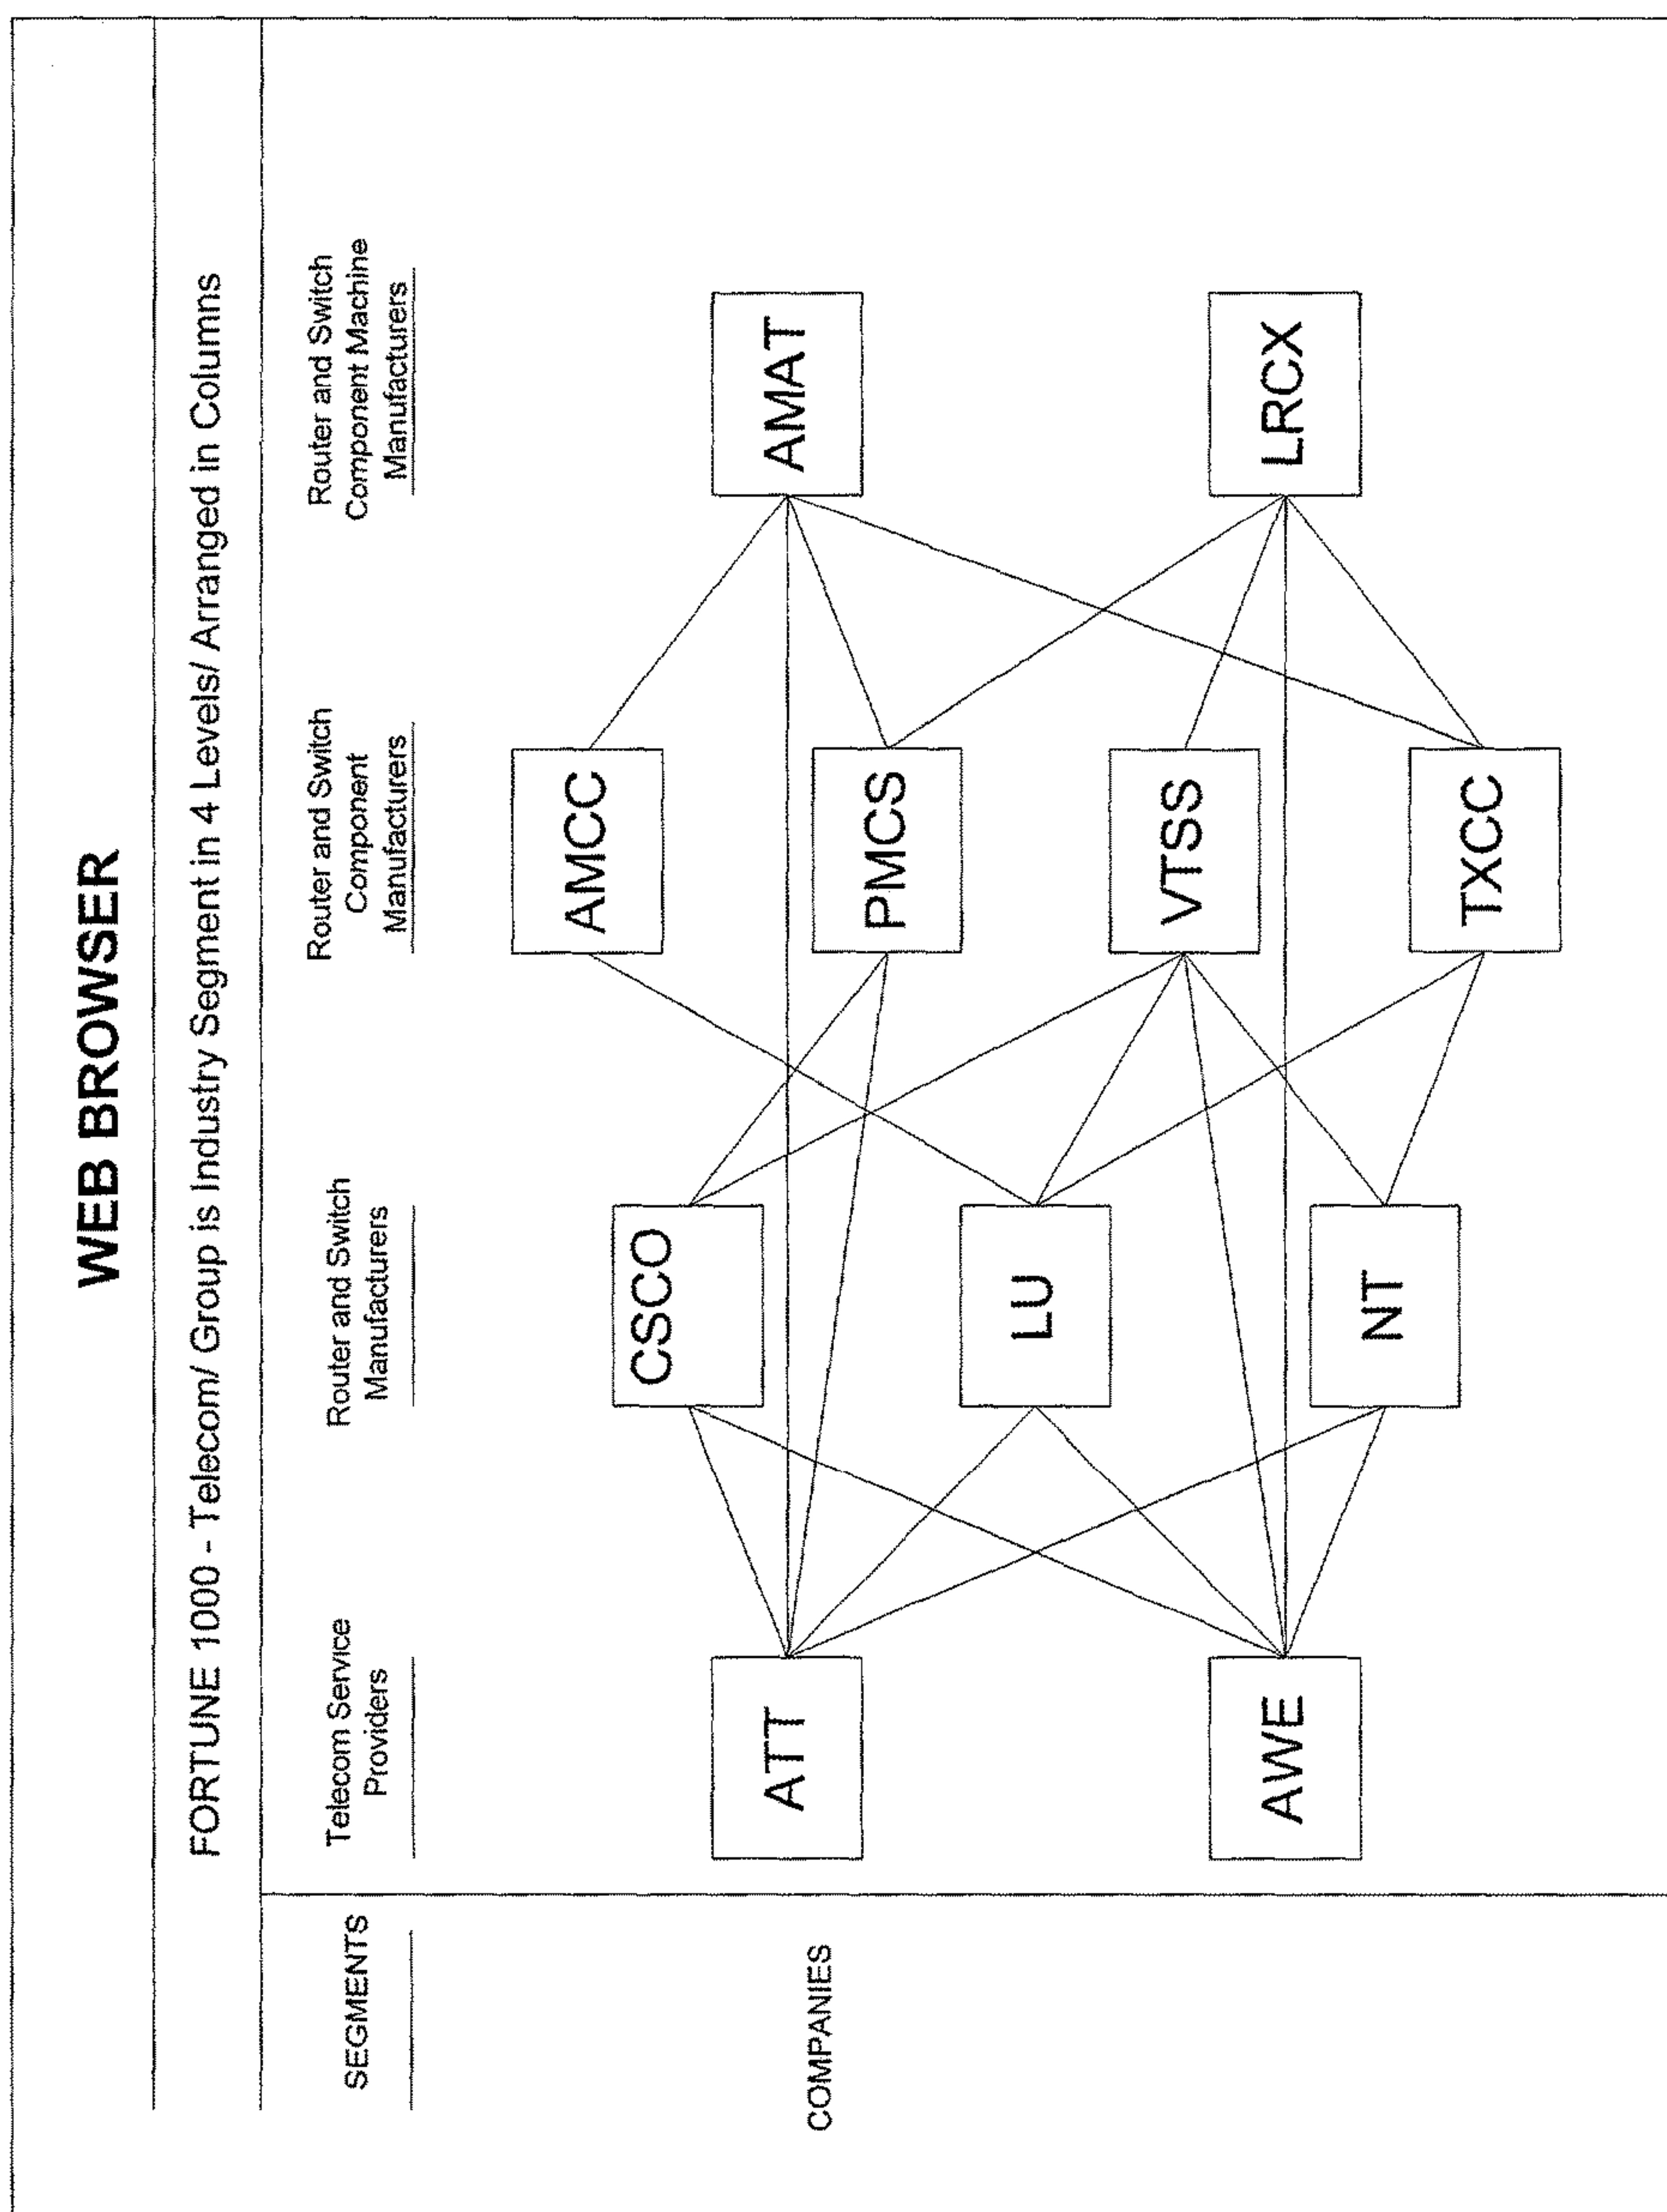 WEB BROWSER
FORTUNE 1000 - Telecom/ Group is Industry Segment in 4 Levels/ Arranged in Columns
SEGMENTS
Telecom Service
Providers
Router and Switch
Manufacturers
Router and Switch
Component
Manufacturers
Router and Switch
Component Machine
Manufacturers
COMPANIES
ATT
AWE
CSCO
LU
NT
AMCC
PMCS
VTSS
TXCC
AMAT
LRCX